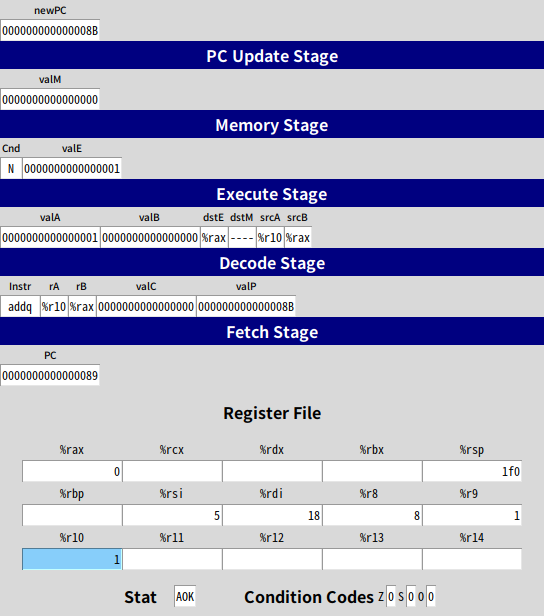 newPC
000000000000008B
PC Update Stage
valM
0000000000000000
Memory Stage
Cnd valE
N 0000000000000001
Execute Stage
valA valB dstE dstM srcA srcB
0000000000000001 0000000000000000 %rax ---- %r10 %rax
Decode Stage
Instr rA rB valC valP
addq %r10 %rax 0000000000000000 000000000000008B
Fetch Stage
PC
0000000000000089
Register File
%rax %rcx %rdx %rbx %rsp
0 1f0
%rbp %rsi %rdi %r8 %r9
5 18 8 1
%r10 %r11 %r12 %r13 %r14
1
Stat AOK Condition Codes Z 0 S 0 O 0